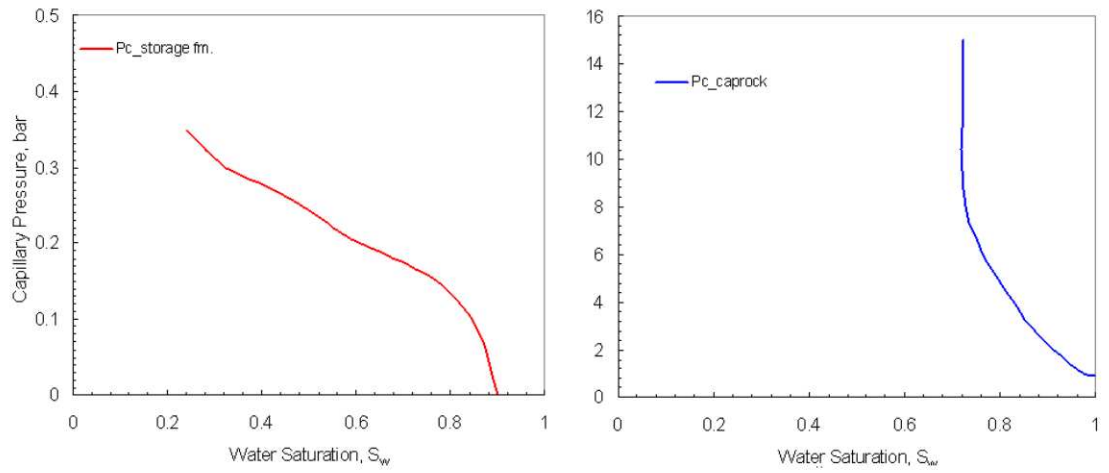 0.5
0.4
0.3
0.2
0.1
0
Capillary Pressure, bar
Pc_storage fm.
0 0.2 0.4 0.6 0.8 1
Water Saturation, Sw
16
14
12
10
8
6
4
2
0
Pc_caprock
0 0.2 0.4 0.6 0.8 1
Water Saturation, Sw